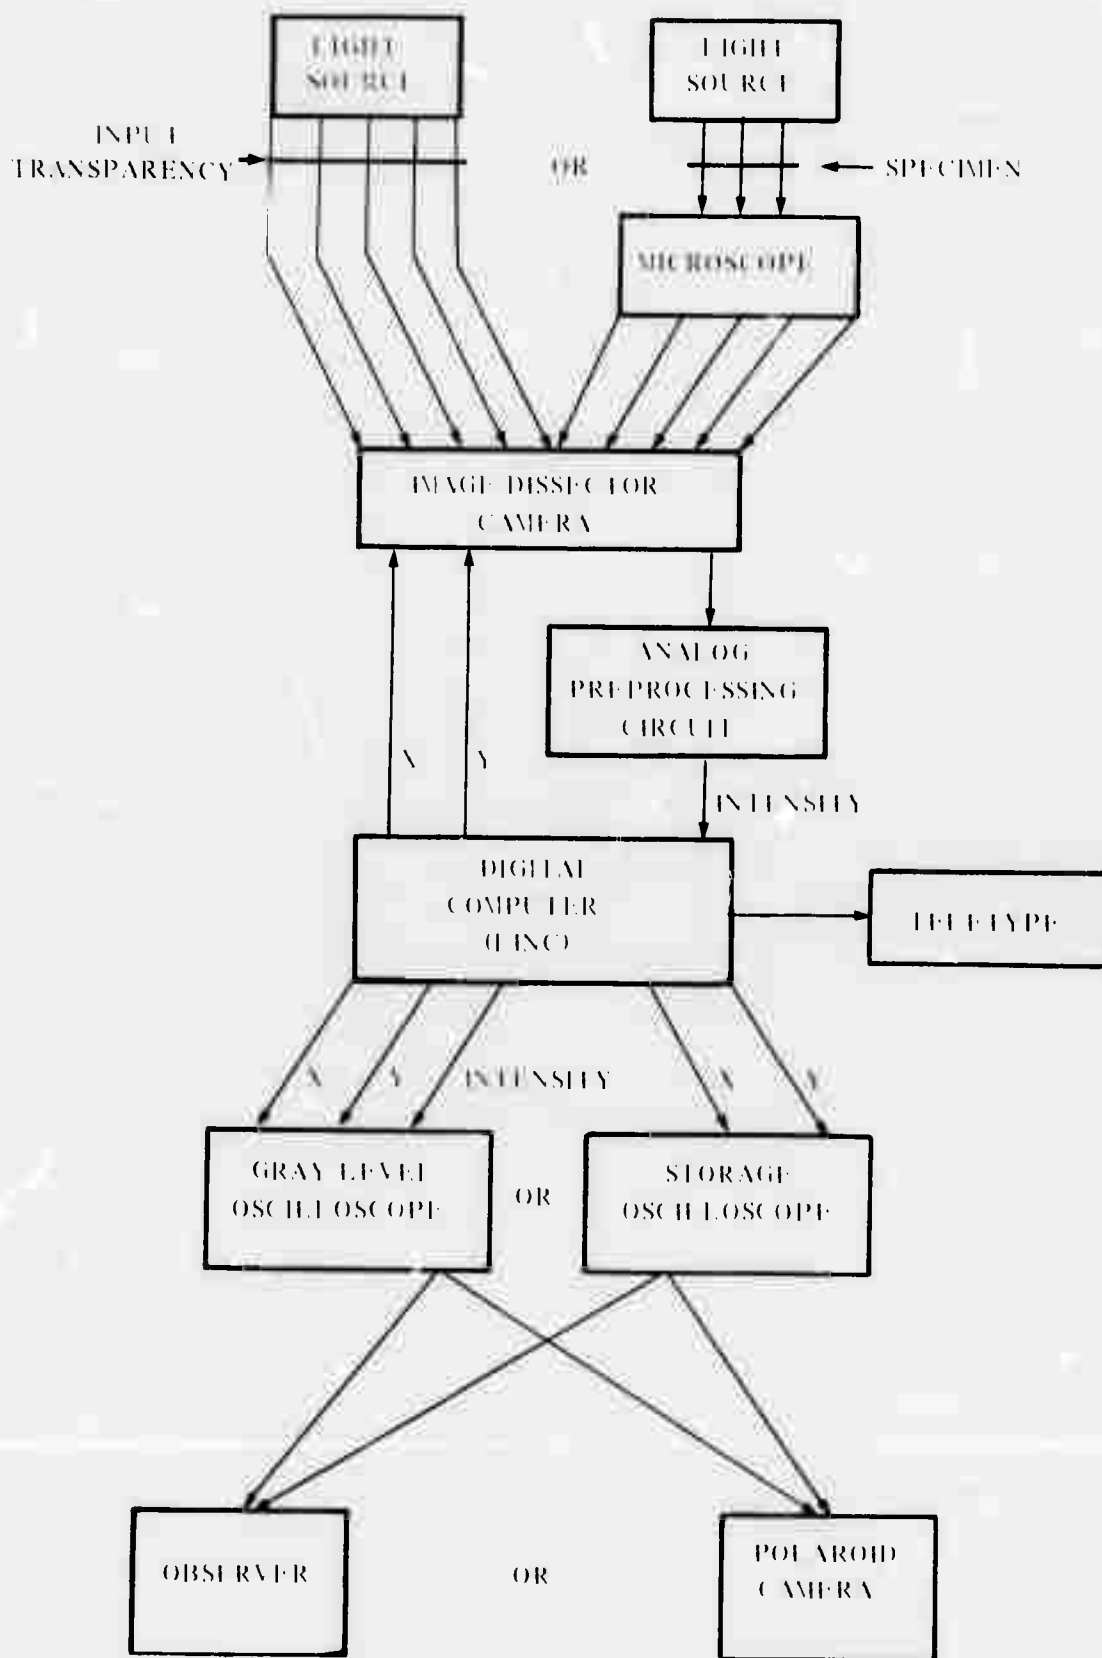 LIGHT
SOURCE
LIGHT
SOURCE
INPUT
TRANSPARENCY
OR
SPECIMEN
MICROSCOPE
IMAGE DISSECTOR
CAMERA
ANALOG
PREPROCESSING
CIRCUIT
X
Y
INTENSITY
DIGITAL
COMPUTER
(LINC)
TELETYPE
X
Y
INTENSITY
X
Y
GRAY LEVEL
OSCILLOSCOPE
OR
STORAGE
OSCILLOSCOPE
OBSERVER
OR
POLAROID
CAMERA